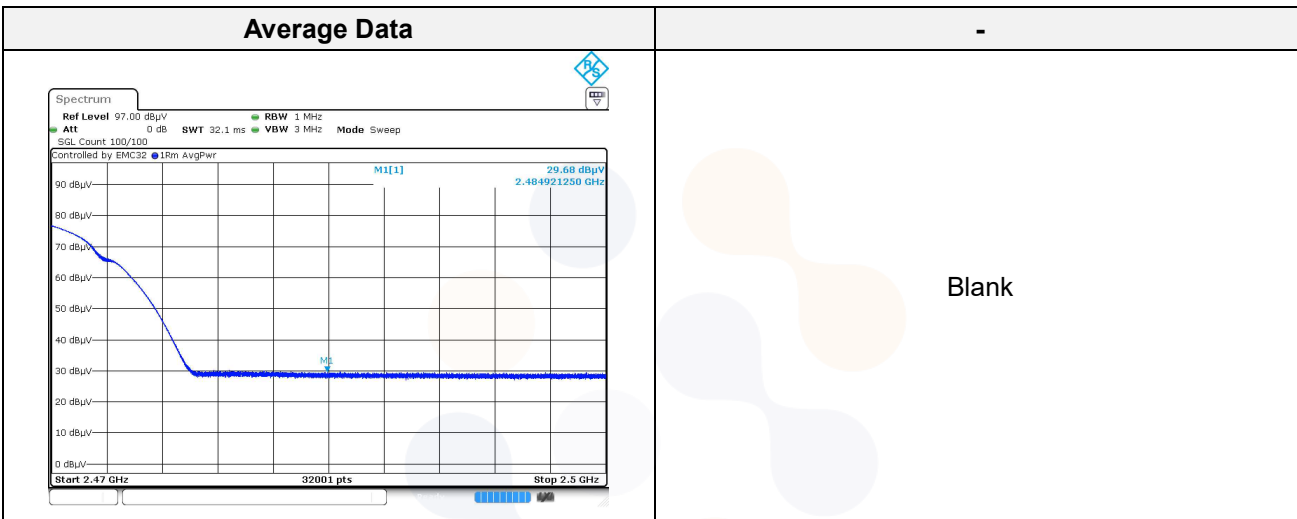 Average Data
-
R&S
Spectrum
Ref Level 97.00 dBµV RBW 1 MHz
Att 0 dB SWT 32.1 ms VBW 3 MHz Mode Sweep
SGL Count 100/100
Controlled by EMC32 1Rm AvgPwr
M1[1] 29.60 dBµV
2.484921250 GHz
90 dBµV
80 dBµV
70 dBµV
60 dBµV
50 dBµV
40 dBµV
M1
30 dBµV
20 dBµV
10 dBµV
0 dBµV
Start 2.47 GHz 32001 pts Stop 2.5 GHz
Blank